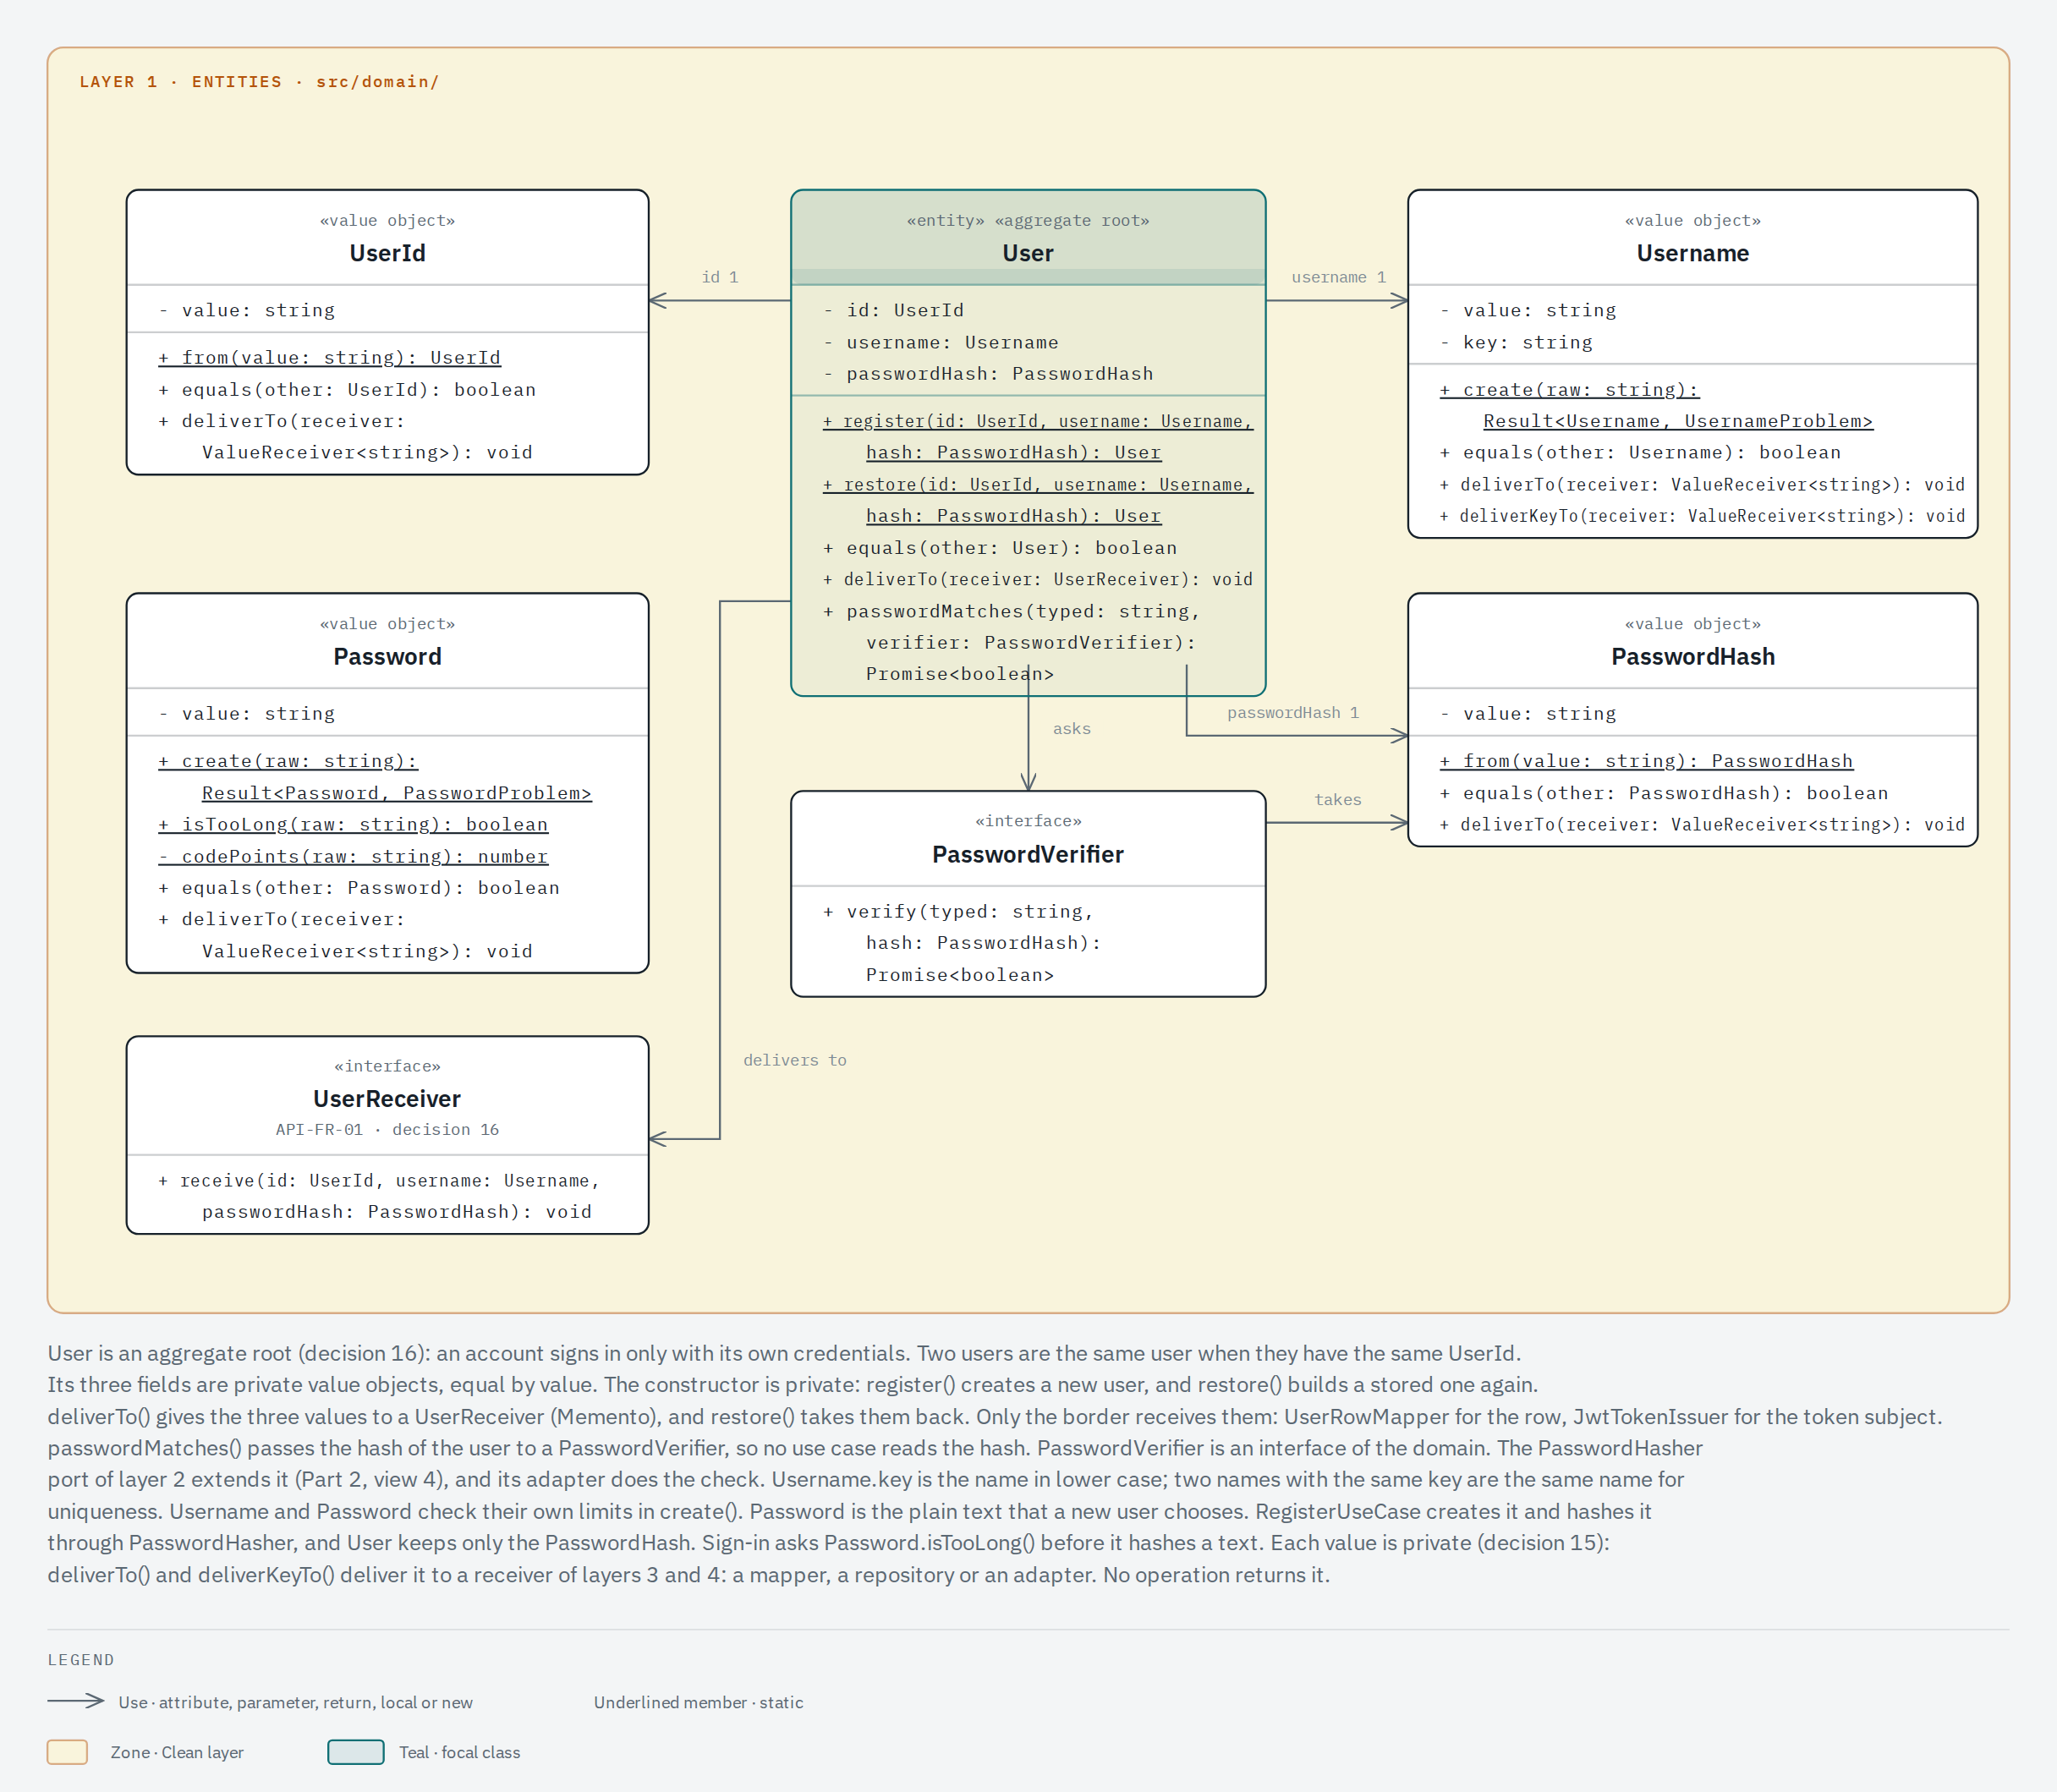 LAYER 1 · ENTITIES · src/domain/
«value object»
UserId
- value: string
+ from(value: string): UserId
+ equals(other: UserId): boolean
+ deliverTo(receiver:
ValueReceiver<string>): void
id 1
«entity» «aggregate root»
User
- id: UserId
- username: Username
- passwordHash: PasswordHash
+ register(id: UserId, username: Username,
hash: PasswordHash): User
+ restore(id: UserId, username: Username,
hash: PasswordHash): User
+ equals(other: User): boolean
+ deliverTo(receiver: UserReceiver): void
+ passwordMatches(typed: string,
verifier: PasswordVerifier):
Promise<boolean>
username 1
«value object»
Username
- value: string
- key: string
+ create(raw: string):
Result<Username, UsernameProblem>
+ equals(other: Username): boolean
+ deliverTo(receiver: ValueReceiver<string>): void
+ deliverKeyTo(receiver: ValueReceiver<string>): void
«value object»
Password
- value: string
+ create(raw: string):
Result<Password, PasswordProblem>
+ isTooLong(raw: string): boolean
- codePoints(raw: string): number
+ equals(other: Password): boolean
+ deliverTo(receiver:
ValueReceiver<string>): void
asks
passwordHash 1
«value object»
PasswordHash
- value: string
+ from(value: string): PasswordHash
+ equals(other: PasswordHash): boolean
+ deliverTo(receiver: ValueReceiver<string>): void
takes
«interface»
PasswordVerifier
+ verify(typed: string,
hash: PasswordHash):
Promise<boolean>
delivers to
«interface»
UserReceiver
API-FR-01 · decision 16
+ receive(id: UserId, username: Username,
passwordHash: PasswordHash): void
User is an aggregate root (decision 16): an account signs in only with its own credentials. Two users are the same user when they have the same UserId.
Its three fields are private value objects, equal by value. The constructor is private: register() creates a new user, and restore() builds a stored one again.
deliverTo() gives the three values to a UserReceiver (Memento), and restore() takes them back. Only the border receives them: UserRowMapper for the row, JwtTokenIssuer for the token subject.
passwordMatches() passes the hash of the user to a PasswordVerifier, so no use case reads the hash. PasswordVerifier is an interface of the domain. The PasswordHasher
port of layer 2 extends it (Part 2, view 4), and its adapter does the check. Username.key is the name in lower case; two names with the same key are the same name for
uniqueness. Username and Password check their own limits in create(). Password is the plain text that a new user chooses. RegisterUseCase creates it and hashes it
through PasswordHasher, and User keeps only the PasswordHash. Sign-in asks Password.isTooLong() before it hashes a text. Each value is private (decision 15):
deliverTo() and deliverKeyTo() deliver it to a receiver of layers 3 and 4: a mapper, a repository or an adapter. No operation returns it.
LEGEND
Use · attribute, parameter, return, local or new
Underlined member · static
Zone · Clean layer
Teal · focal class